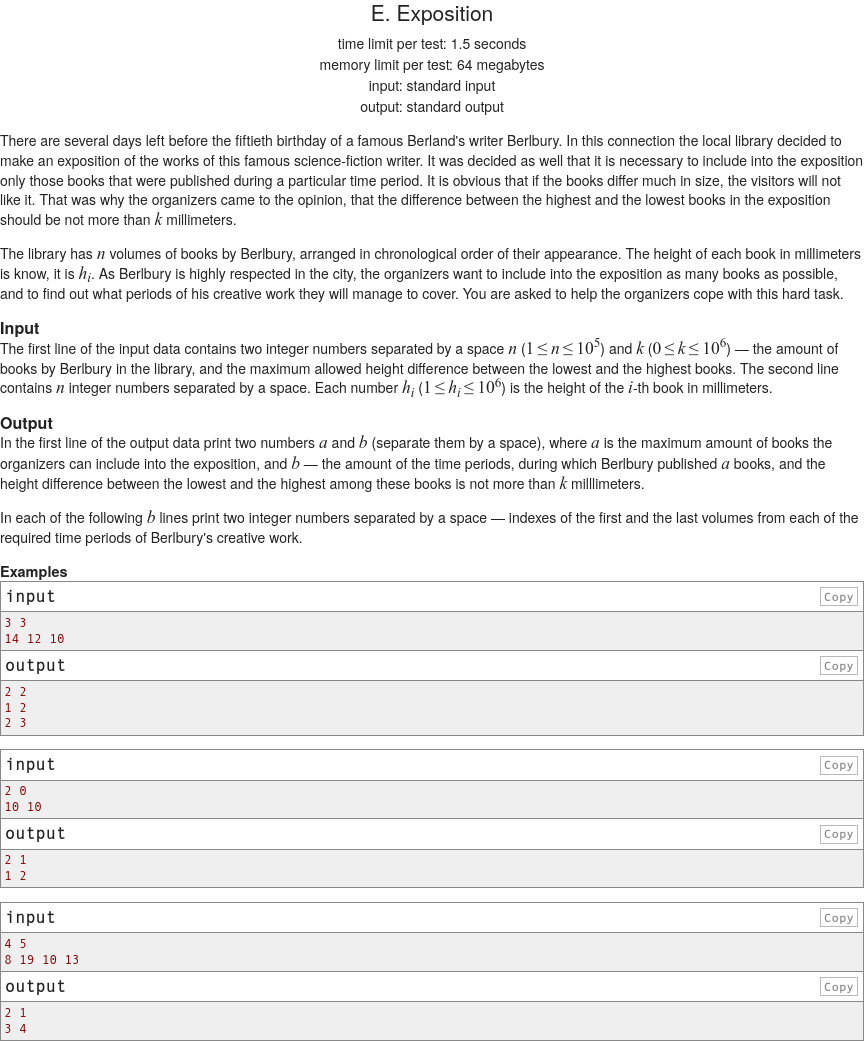 E. Exposition
time limit per test: 1.5 seconds
memory limit per test: 64 megabytes
input: standard input
output: standard output
There are several days left before the fiftieth birthday of a famous Berland's writer Berlbury. In this connection the local library decided to
make an exposition of the works of this famous science-fiction writer. It was decided as well that it is necessary to include into the exposition
only those books that were published during a particular time period. It is obvious that if the books differ much in size, the visitors will not
like it. That was why the organizers came to the opinion, that the difference between the highest and the lowest books in the exposition
should be not more than k millimeters.
The library has n volumes of books by Berlbury, arranged in chronological order of their appearance. The height of each book in millimeters
is know, it is h_i. As Berlbury is highly respected in the city, the organizers want to include into the exposition as many books as possible,
and to find out what periods of his creative work they will manage to cover. You are asked to help the organizers cope with this hard task.
Input
The first line of the input data contains two integer numbers separated by a space n (1 ≤ n ≤ 10^5) and k (0 ≤ k ≤ 10^6) — the amount of
books by Berlbury in the library, and the maximum allowed height difference between the lowest and the highest books. The second line
contains n integer numbers separated by a space. Each number h_i (1 ≤ h_i ≤ 10^6) is the height of the i-th book in millimeters.
Output
In the first line of the output data print two numbers a and b (separate them by a space), where a is the maximum amount of books the
organizers can include into the exposition, and b — the amount of the time periods, during which Berlbury published a books, and the
height difference between the lowest and the highest among these books is not more than k milllimeters.
In each of the following b lines print two integer numbers separated by a space — indexes of the first and the last volumes from each of the
required time periods of Berlbury's creative work.
Examples
input Copy
3 3
14 12 10
output Copy
2 2
1 2
2 3
input Copy
2 0
10 10
output Copy
2 1
1 2
input Copy
4 5
8 19 10 13
output Copy
2 1
3 4